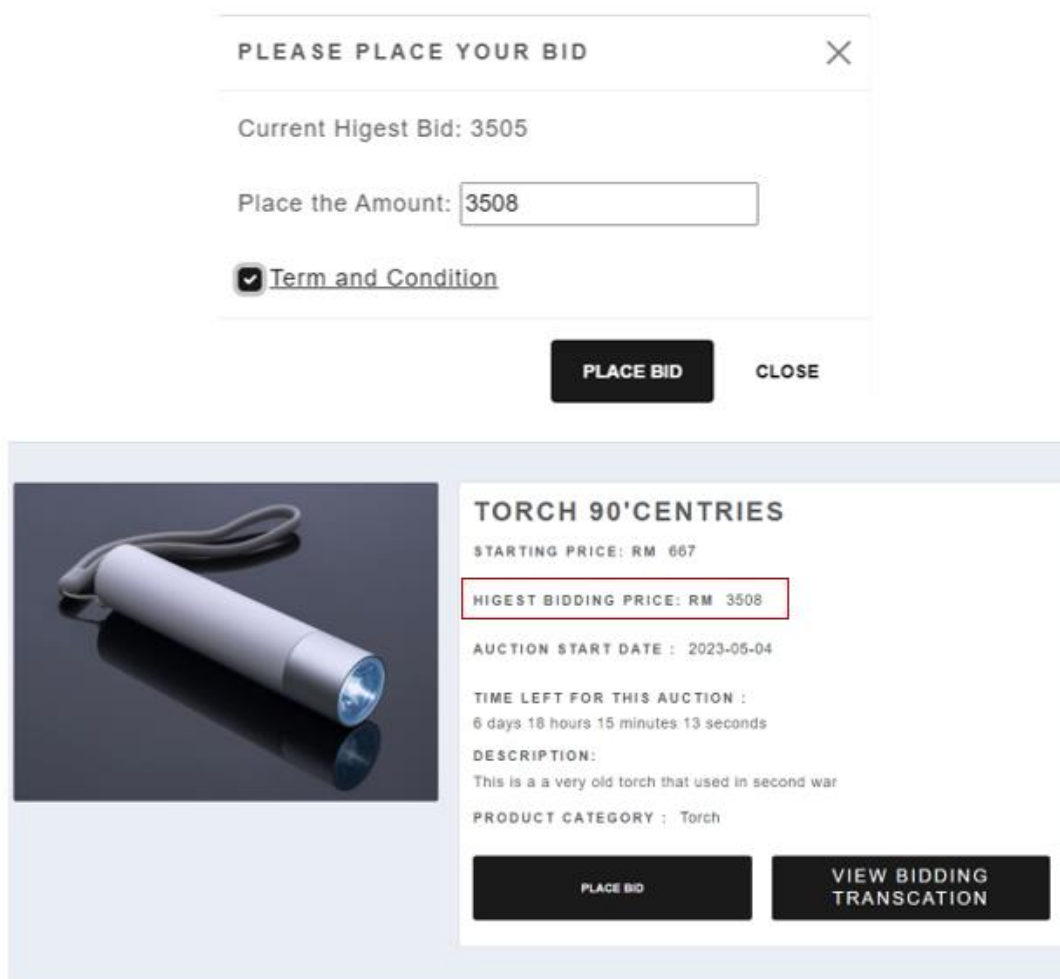 PLEASE PLACE YOUR BID
Current Higest Bid: 3505
Place the Amount: 3508
Term and Condition
PLACE BID CLOSE
TORCH 90'CENTRIES
STARTING PRICE: RM 667
HIGEST BIDDING PRICE: RM 3508
AUCTION START DATE : 2023-05-04
TIME LEFT FOR THIS AUCTION :
6 days 18 hours 15 minutes 13 seconds
DESCRIPTION:
This is a a very old torch that used in second war
PRODUCT CATEGORY : Torch
PLACE BID
VIEW BIDDING
TRANSCATION